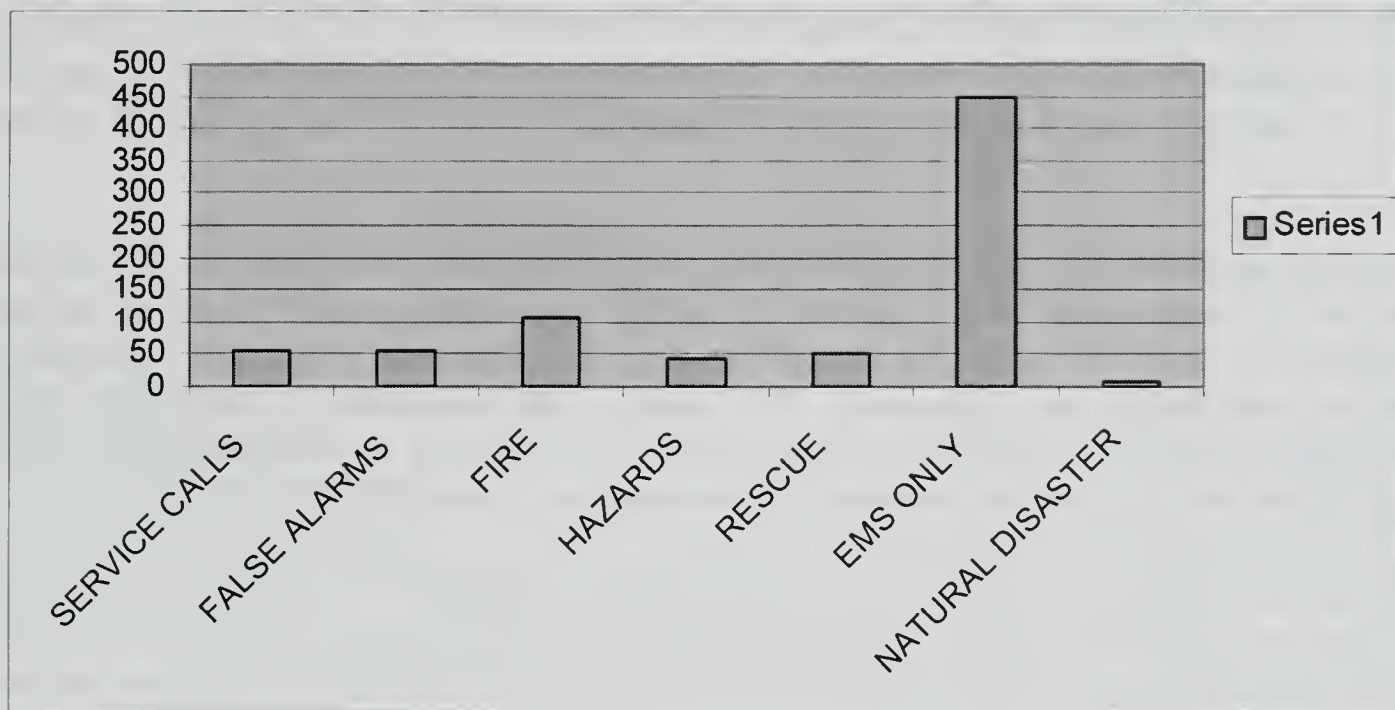 500
450
400
350
300
250
200
150
100
50
0
SERVICE CALLS
FALSE ALARMS
FIRE
HAZARDS
RESCUE
EMS ONLY
NATURAL DISASTER
Series1